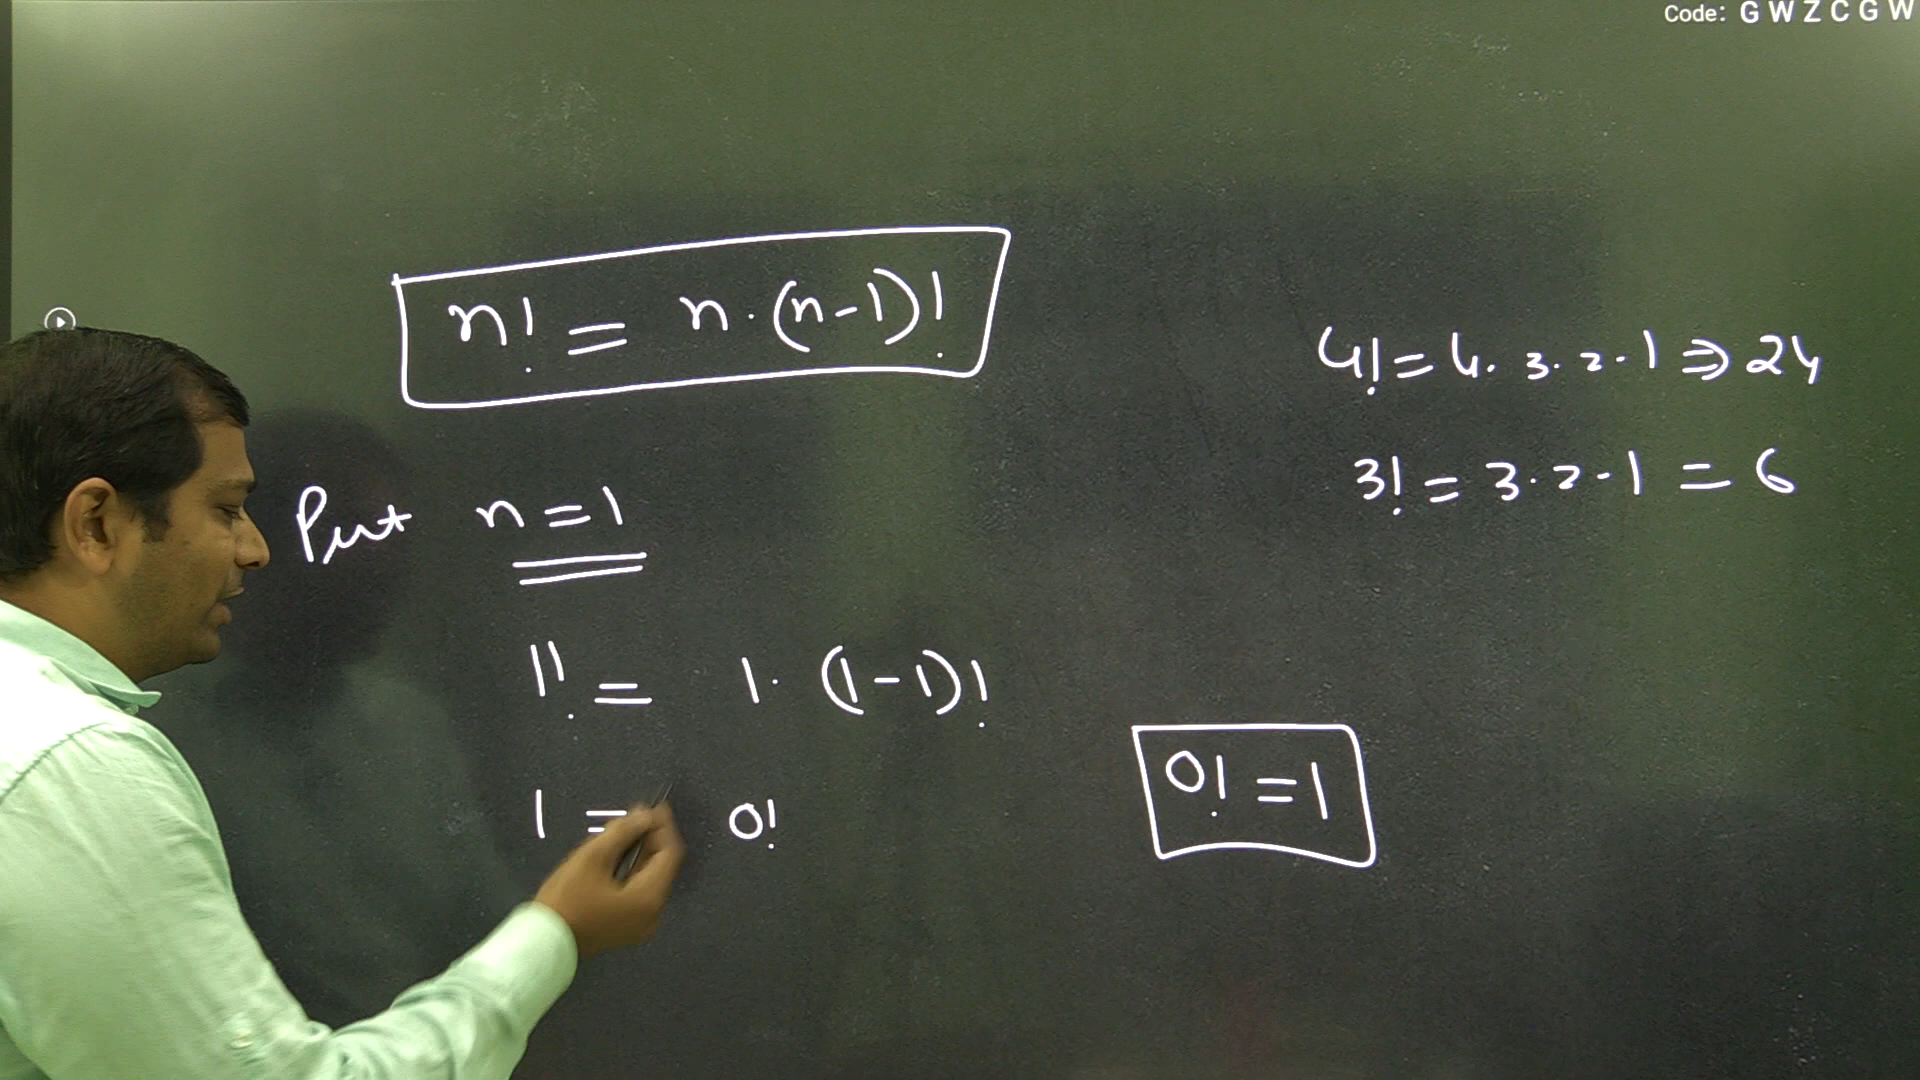 Code: G W Z C G W
n! = n·(n-1)!
4! = 4·3·2·1 ⇒ 24
3! = 3·2·1 = 6
Put n = 1
1! = 1·(1-1)!
1 = 0!
0! = 1